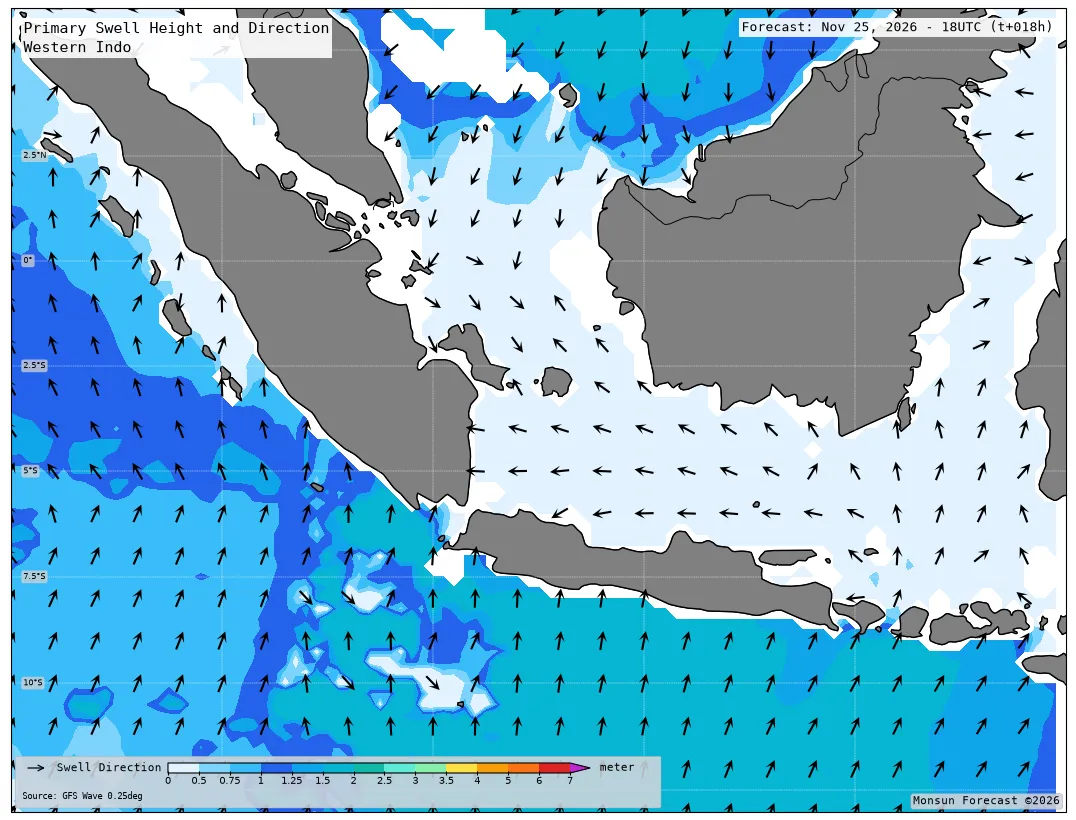 Primary Swell Height and Direction
Western Indo
Forecast: Nov 25, 2026 - 18UTC (t+018h)
2.5°N
0°
2.5°S
5°S
7.5°S
10°S
Swell Direction
0 0.5 0.75 1 1.25 1.5 2 2.5 3 3.5 4 5 6 7
meter
Source: GFS Wave 0.25deg
Monsun Forecast ©2026